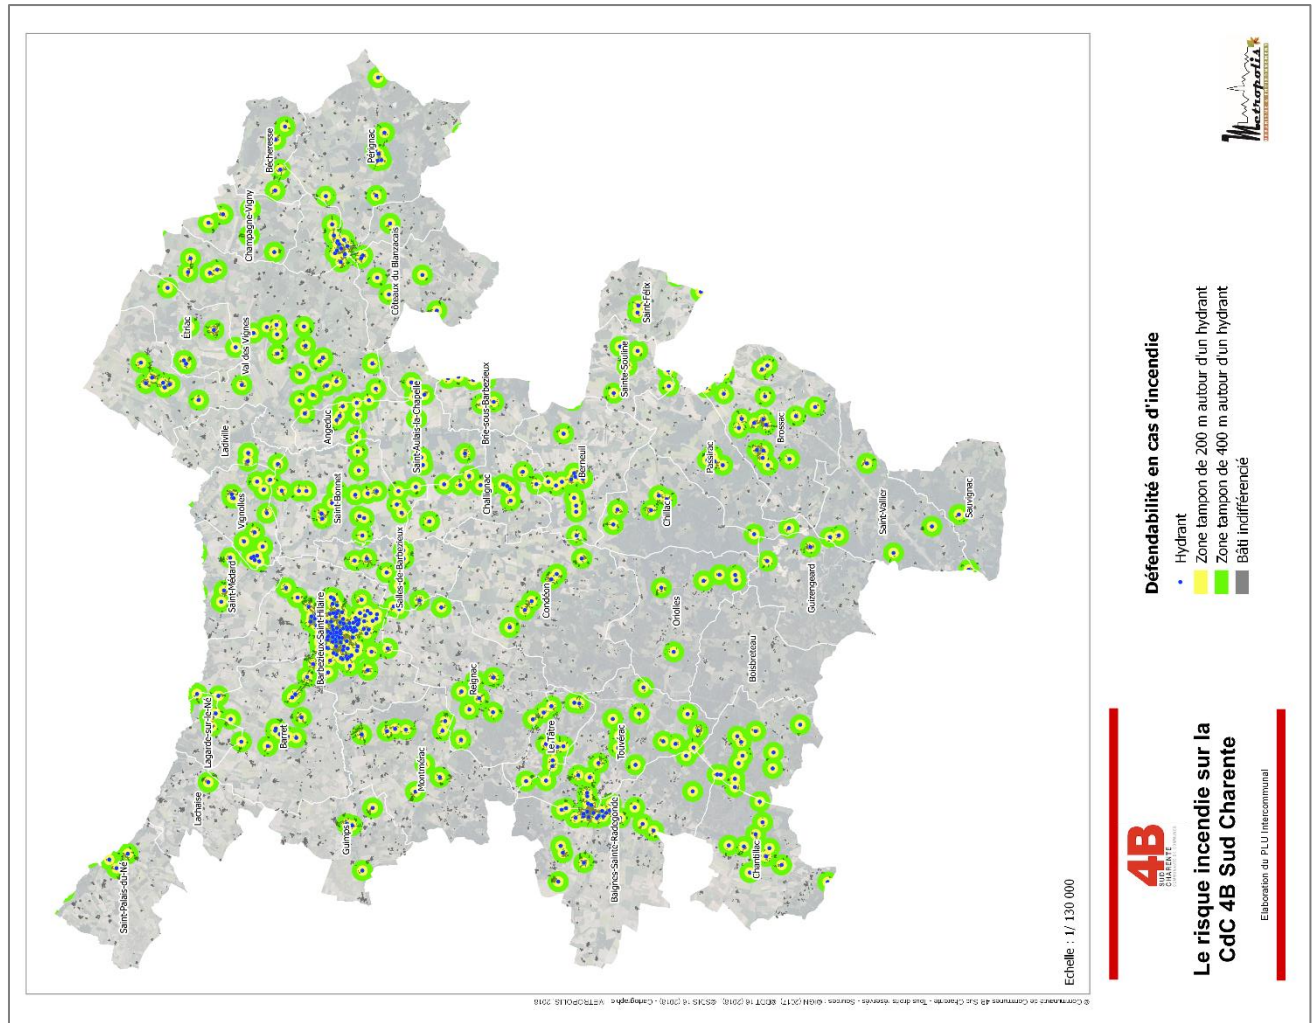 Saint-Palais-du-Né
Lachaise
Lagarde-sur-le-Né
Barret
Guimps
Montmérac
Barbezieux-Saint-Hilaire
Saint-Médard
Vignolles
Saint-Bonnet
Salles-de-Barbezieux
Reignac
Ladiville
Angeduc
Val des Vignes
Étriac
Champagne-Vigny
Bécheresse
Pérignac
Côteaux du Blanzacais
Saint-Aulais-la-Chapelle
Brie-sous-Barbezieux
Challignac
Berneuil
Condéon
Le Tâtre
Touvérac
Baignes-Sainte-Radegonde
Chantillac
Oriolles
Boisbreteau
Guizengeard
Chillac
Passirac
Brossac
Sainte-Souline
Saint-Félix
Saint-Vallier
Sauvignac
Echelle : 1/ 130 000
4B
SUD
CHARENTE
Le risque incendie sur la
CdC 4B Sud Charente
Elaboration du PLU Intercommunal
Défendabilité en cas d'incendie
Hydrant
Zone tampon de 200 m autour d'un hydrant
Zone tampon de 400 m autour d'un hydrant
Bâti indifférencié
Metropolis